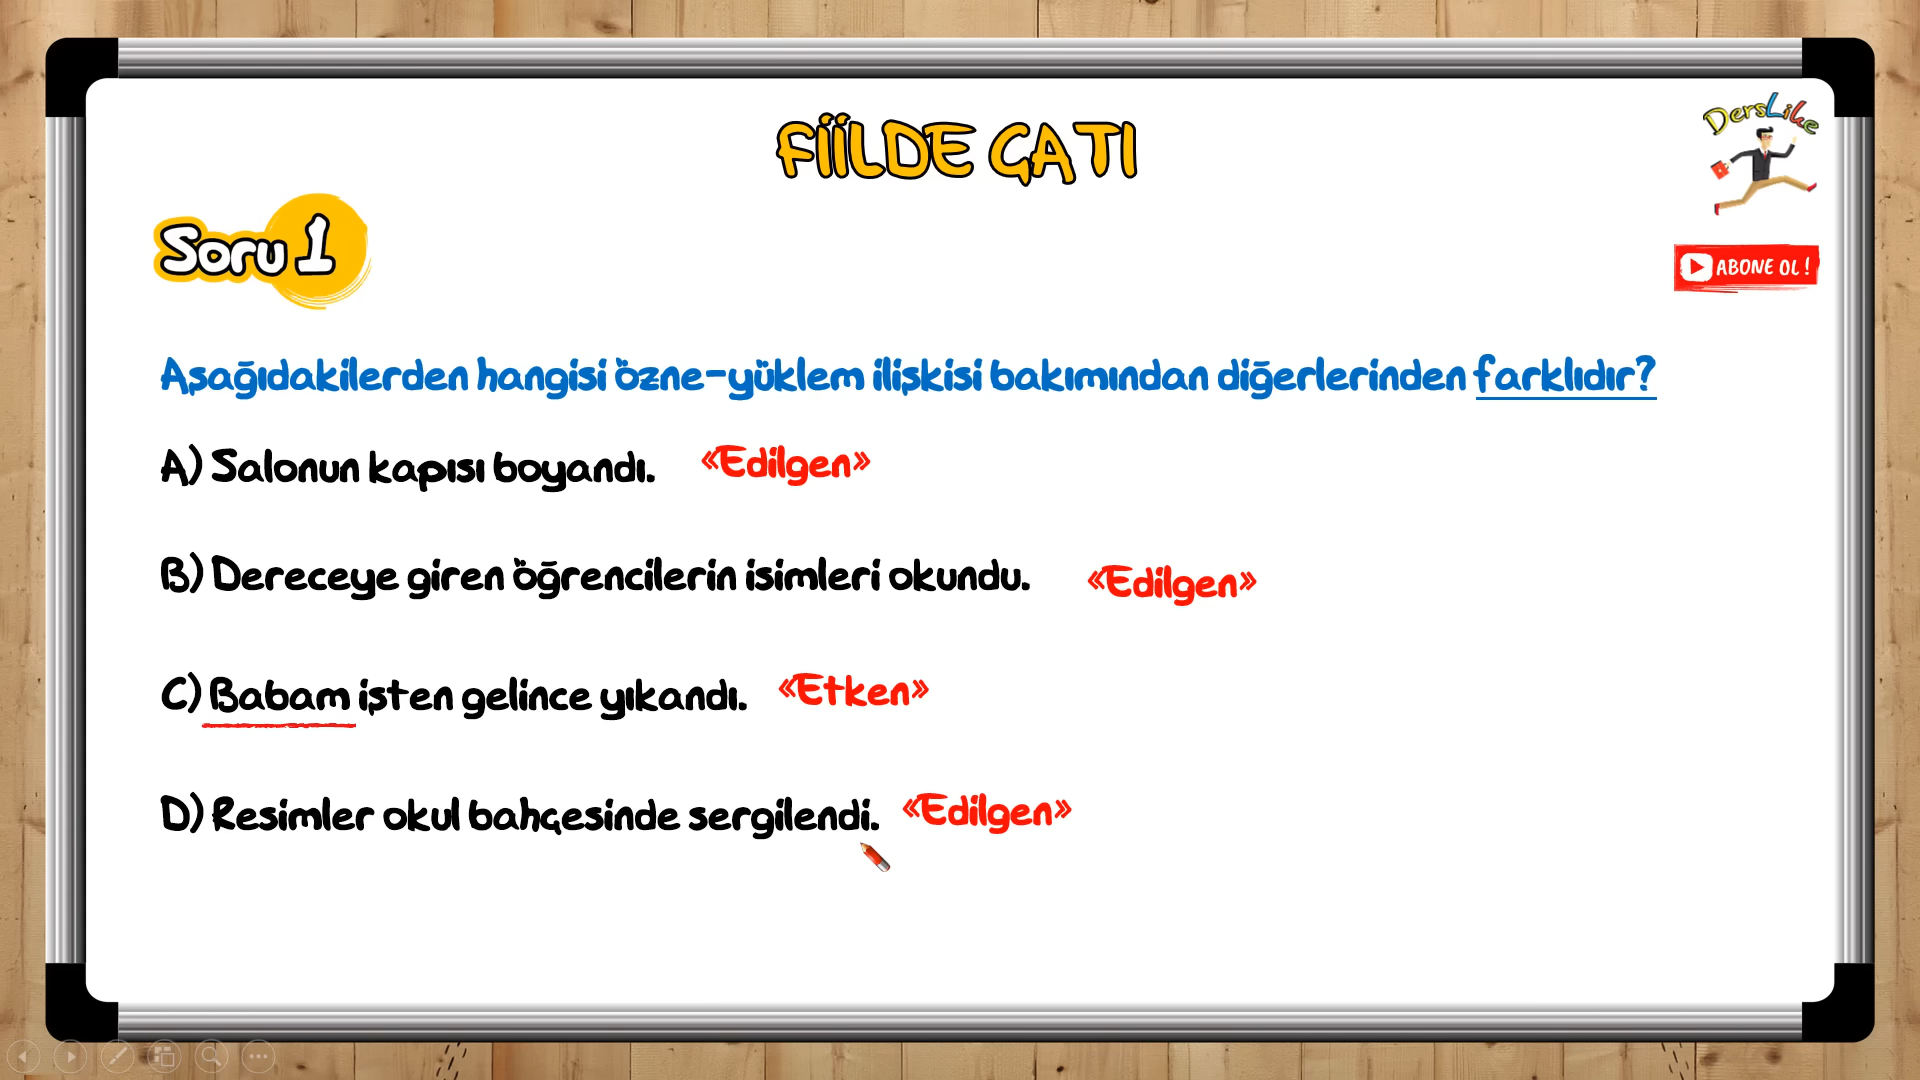 FİİLDE ÇATI
DersLike
Soru 1
ABONE OL!
Aşağıdakilerden hangisi özne-yüklem ilişkisi bakımından diğerlerinden farklıdır?
A) Salonun kapısı boyandı. «Edilgen»
B) Dereceye giren öğrencilerin isimleri okundu. «Edilgen»
C) Babam işten gelince yıkandı. «Etken»
D) Resimler okul bahçesinde sergilendi. «Edilgen»